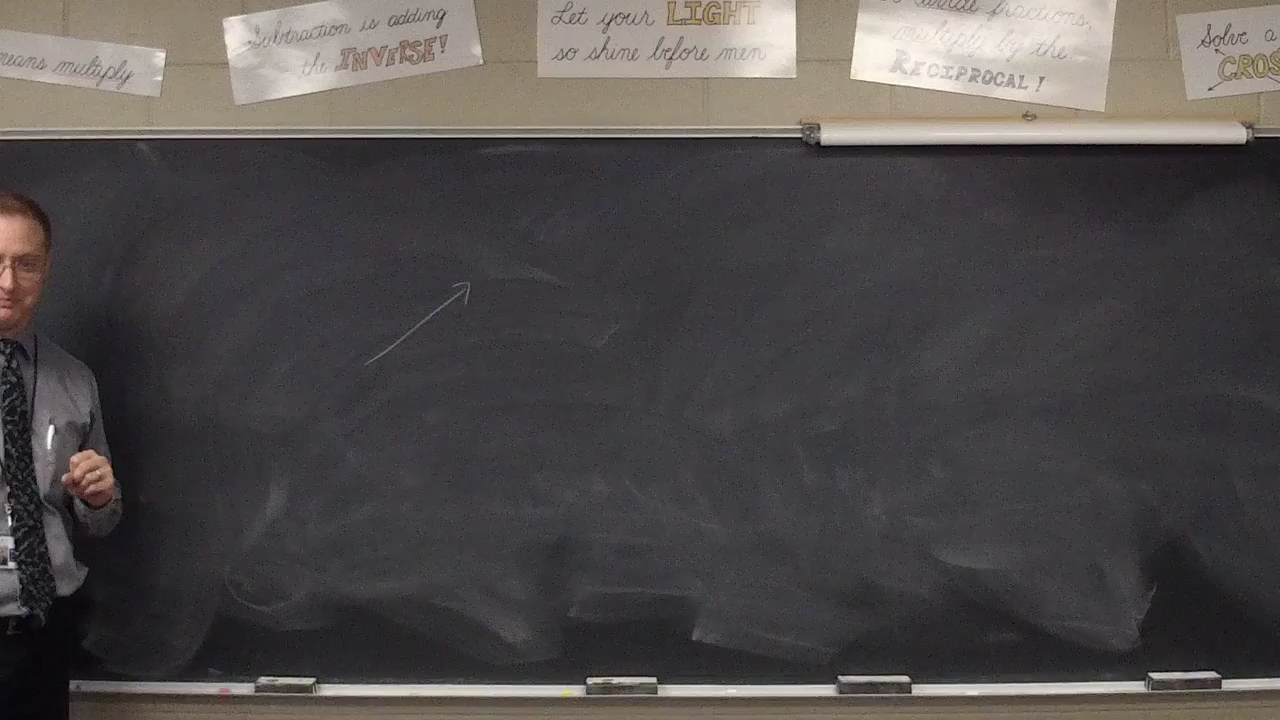 means multiply
Subtraction is adding
the INVERSE!
Let your LIGHT
so shine before men
divide fractions,
multiply by the
RECIPROCAL!
Solve a